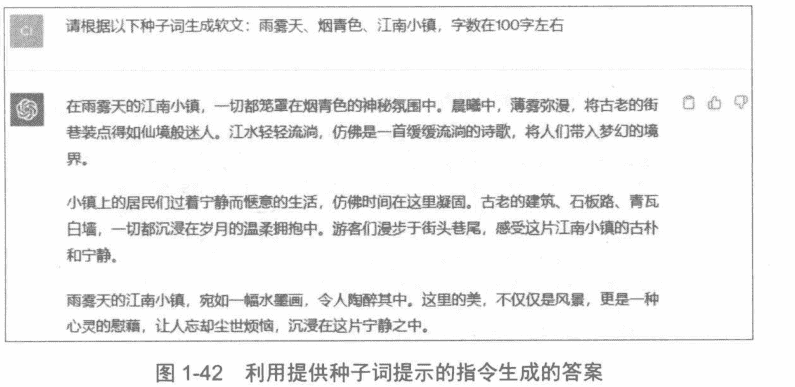 CI
请根据以下种子词生成软文：雨雾天、烟青色、江南小镇，字数在100字左右
在雨雾天的江南小镇，一切都笼罩在烟青色的神秘氛围中。晨曦中，薄雾弥漫，将古老的街
巷装点得如仙境般迷人。江水轻轻流淌，仿佛是一首缓缓流淌的诗歌，将人们带入梦幻的境
界。
小镇上的居民们过着宁静而惬意的生活，仿佛时间在这里凝固。古老的建筑、石板路、青瓦
白墙，一切都沉浸在岁月的温柔拥抱中。游客们漫步于街头巷尾，感受这片江南小镇的古朴
和宁静。
雨雾天的江南小镇，宛如一幅水墨画，令人陶醉其中。这里的美，不仅仅是风景，更是一种
心灵的慰藉，让人忘却尘世烦恼，沉浸在这片宁静之中。
图 1-42 利用提供种子词提示的指令生成的答案